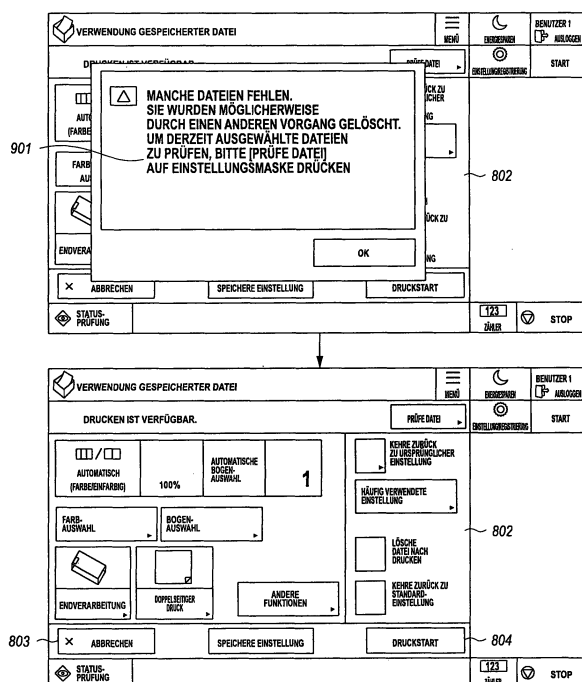 VERWENDUNG GESPEICHERTER DATEI
MENÜ
ENERGIESPAREN
BENUTZER 1
AUSLOGGEN
PRÜFE DATEI
EINSTELLUNGSREGISTRIERUNG
START
MANCHE DATEIEN FEHLEN.
SIE WURDEN MÖGLICHERWEISE
DURCH EINEN ANDEREN VORGANG GELÖSCHT.
UM DERZEIT AUSGEWÄHLTE DATEIEN
ZU PRÜFEN, BITTE [PRÜFE DATEI]
AUF EINSTELLUNGSMASKE DRÜCKEN
901
802
OK
ENDVERA
× ABBRECHEN
SPEICHERE EINSTELLUNG
DRUCKSTART
STATUS-
PRÜFUNG
123
ZÄHLER
STOP
VERWENDUNG GESPEICHERTER DATEI
MENÜ
ENERGIESPAREN
BENUTZER 1
AUSLOGGEN
DRUCKEN IST VERFÜGBAR.
PRÜFE DATEI
EINSTELLUNGSREGISTRIERUNG
START
AUTOMATISCH
(FARBE/EINFARBIG)
100%
AUTOMATISCHE
BOGEN-
AUSWAHL
1
KEHRE ZURÜCK
ZU URSPRÜNGLICHER
EINSTELLUNG
HÄUFIG VERWENDETE
EINSTELLUNG
FARB-
AUSWAHL
BOGEN-
AUSWAHL
802
LÖSCHE
DATEI NACH
DRUCKEN
ENDVERARBEITUNG
DOPPELSEITIGER
DRUCK
ANDERE
FUNKTIONEN
KEHRE ZURÜCK ZU
STANDARD-
EINSTELLUNG
803
× ABBRECHEN
SPEICHERE EINSTELLUNG
DRUCKSTART
804
STATUS-
PRÜFUNG
123
ZÄHLER
STOP